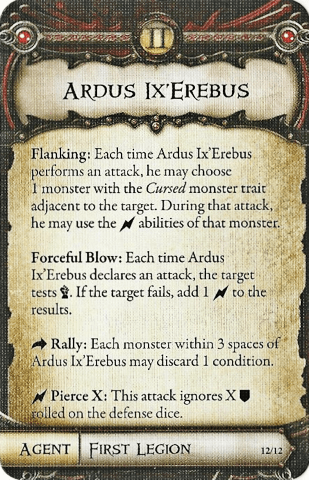 II
ARDUS IX'EREBUS
Flanking: Each time Ardus Ix'Erebus
performs an attack, he may choose
1 monster with the Cursed monster trait
adjacent to the target. During that attack,
he may use the abilities of that monster.
Forceful Blow: Each time Ardus
Ix'Erebus declares an attack, the target
tests . If the target fails, add 1 to the
results.
Rally: Each monster within 3 spaces of
Ardus Ix'Erebus may discard 1 condition.
Pierce X: This attack ignores X
rolled on the defense dice.
AGENT FIRST LEGION 12/12